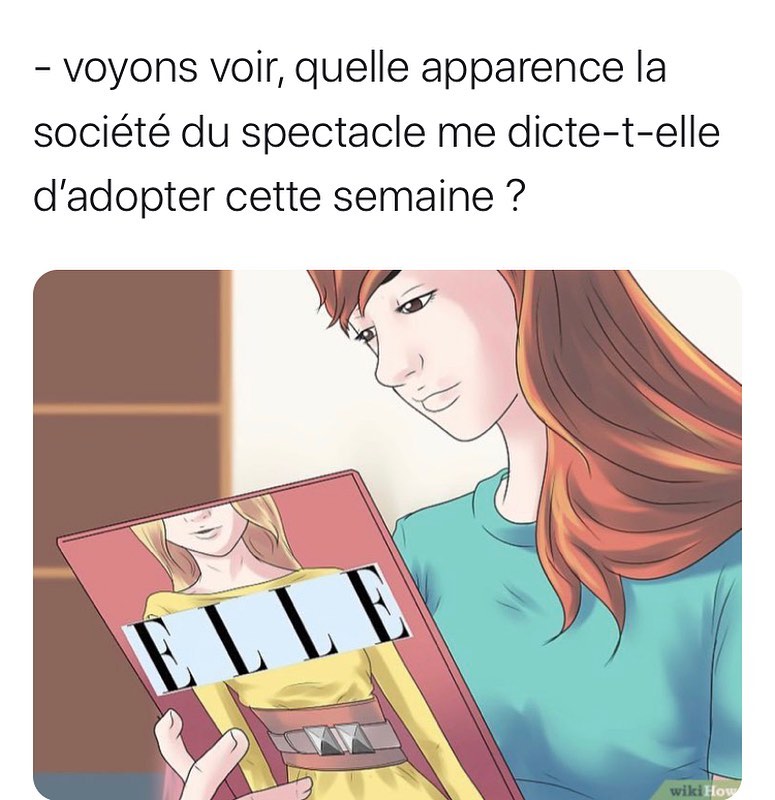 - voyons voir, quelle apparence la
société du spectacle me dicte-t-elle
d’adopter cette semaine ?
ELLE
wikiHow